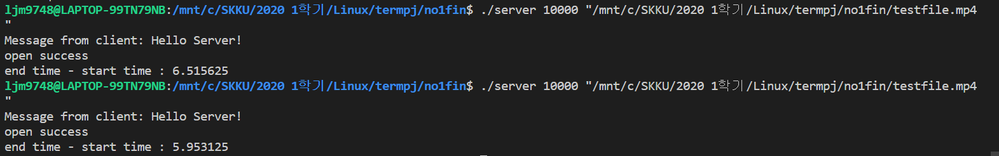 ljm9748@LAPTOP-99TN79NB:/mnt/c/SKKU/2020 1학기/Linux/termpj/no1fin$ ./server 10000 "/mnt/c/SKKU/2020 1학기/Linux/termpj/no1fin/testfile.mp4
"
Message from client: Hello Server!
open success
end time - start time : 6.515625
ljm9748@LAPTOP-99TN79NB:/mnt/c/SKKU/2020 1학기/Linux/termpj/no1fin$ ./server 10000 "/mnt/c/SKKU/2020 1학기/Linux/termpj/no1fin/testfile.mp4
"
Message from client: Hello Server!
open success
end time - start time : 5.953125